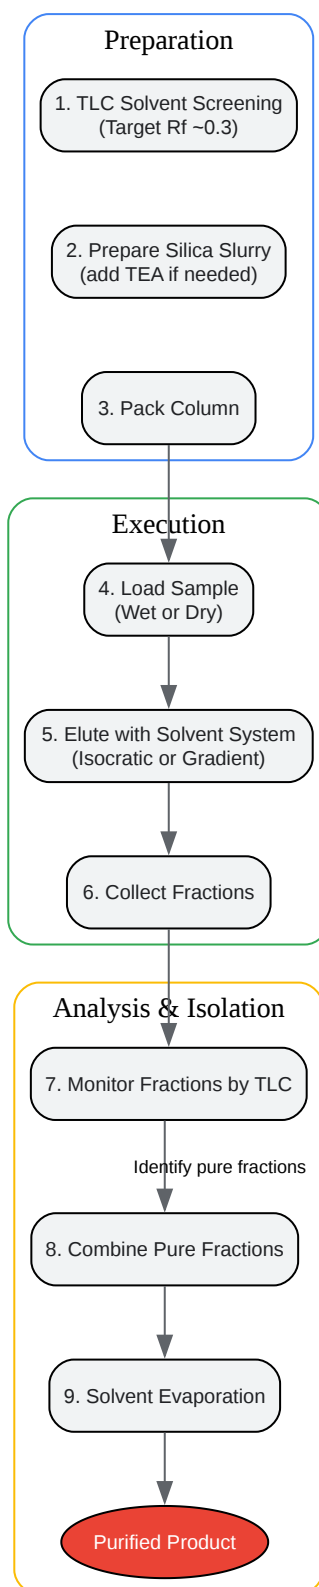 Preparation
1. TLC Solvent Screening
(Target Rf ~0.3)
2. Prepare Silica Slurry
(add TEA if needed)
3. Pack Column
Execution
4. Load Sample
(Wet or Dry)
5. Elute with Solvent System
(Isocratic or Gradient)
6. Collect Fractions
Analysis & Isolation
7. Monitor Fractions by TLC
Identify pure fractions
8. Combine Pure Fractions
9. Solvent Evaporation
Purified Product